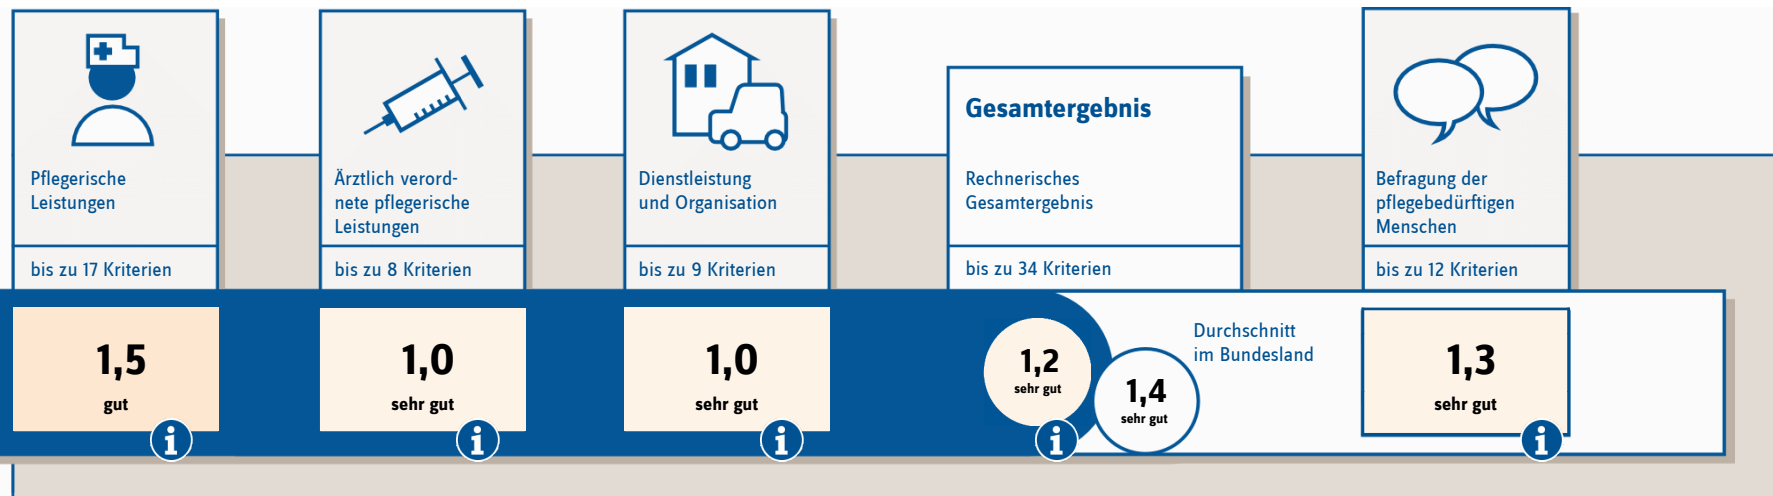 Pflegerische
Leistungen
bis zu 17 Kriterien
1,5
gut
i
Ärztlich verord-
nete pflegerische
Leistungen
bis zu 8 Kriterien
1,0
sehr gut
i
Dienstleistung
und Organisation
bis zu 9 Kriterien
1,0
sehr gut
i
Gesamtergebnis
Rechnerisches
Gesamtergebnis
bis zu 34 Kriterien
1,2
sehr gut
i
1,4
sehr gut
Durchschnitt
im Bundesland
Befragung der
pflegebedürftigen
Menschen
bis zu 12 Kriterien
1,3
sehr gut
i